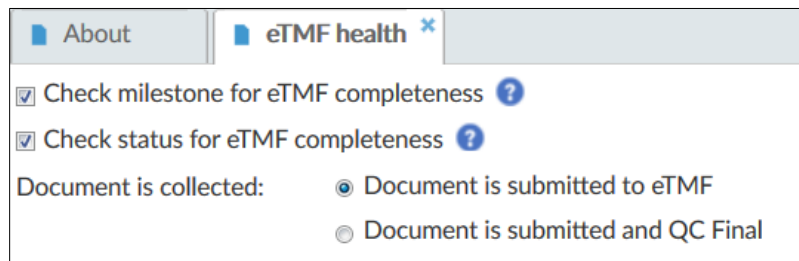 About eTMF health
Check milestone for eTMF completeness ?
Check status for eTMF completeness ?
Document is collected: Document is submitted to eTMF
Document is submitted and QC Final